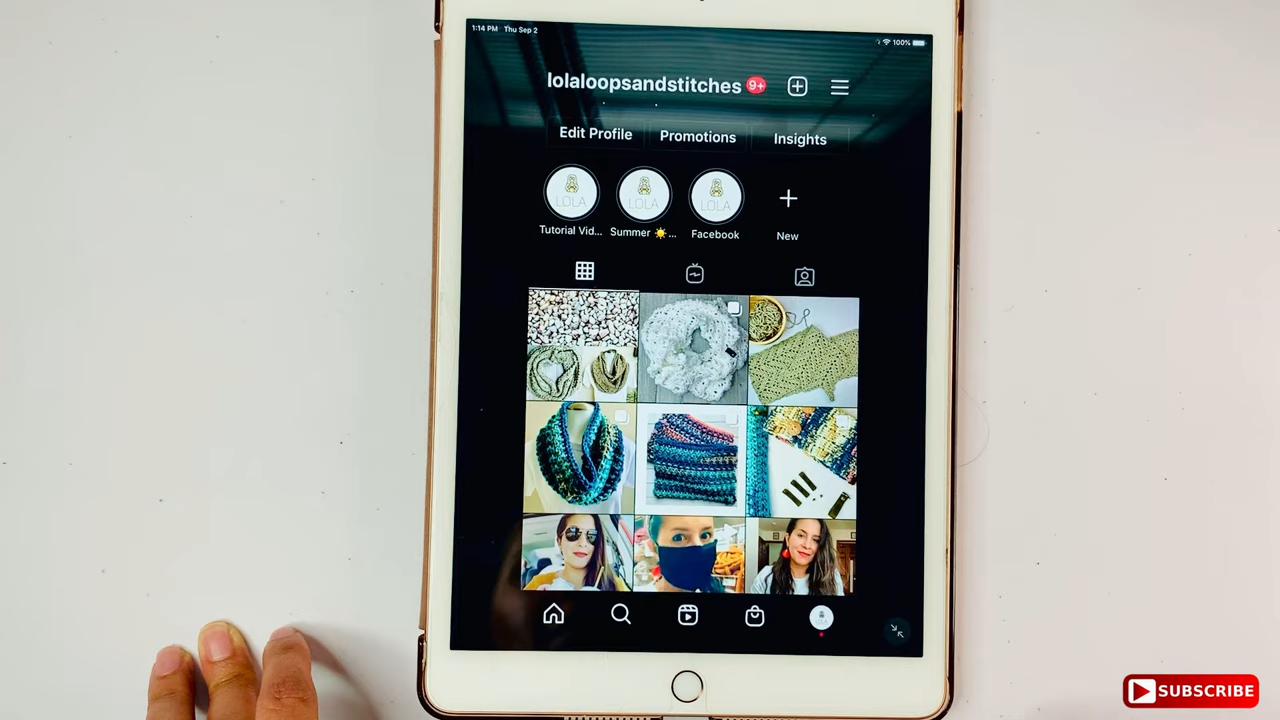 1:14 PM Thu Sep 2
100%
lolaloopsandstitches 9+
Edit Profile Promotions Insights
LOLA LOLA LOLA
Tutorial Vid... Summer ☀️... Facebook New
SUBSCRIBE